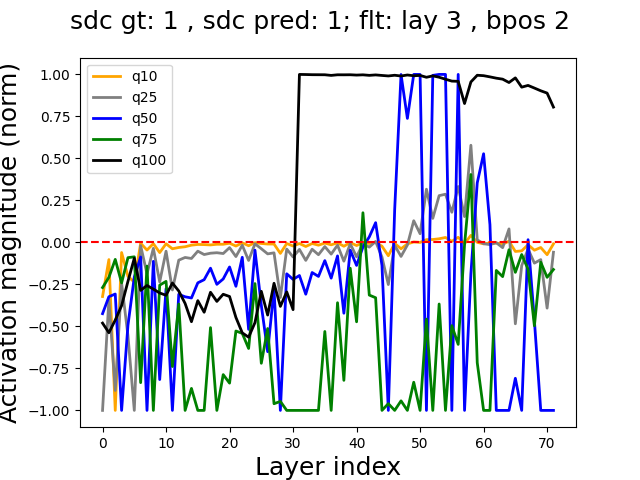 sdc gt: 1 , sdc pred: 1; flt: lay 3 , bpos 2
Activation magnitude (norm)
1.00
0.75
0.50
0.25
0.00
−0.25
−0.50
−0.75
−1.00
q10
q25
q50
q75
q100
0 10 20 30 40 50 60 70
Layer index